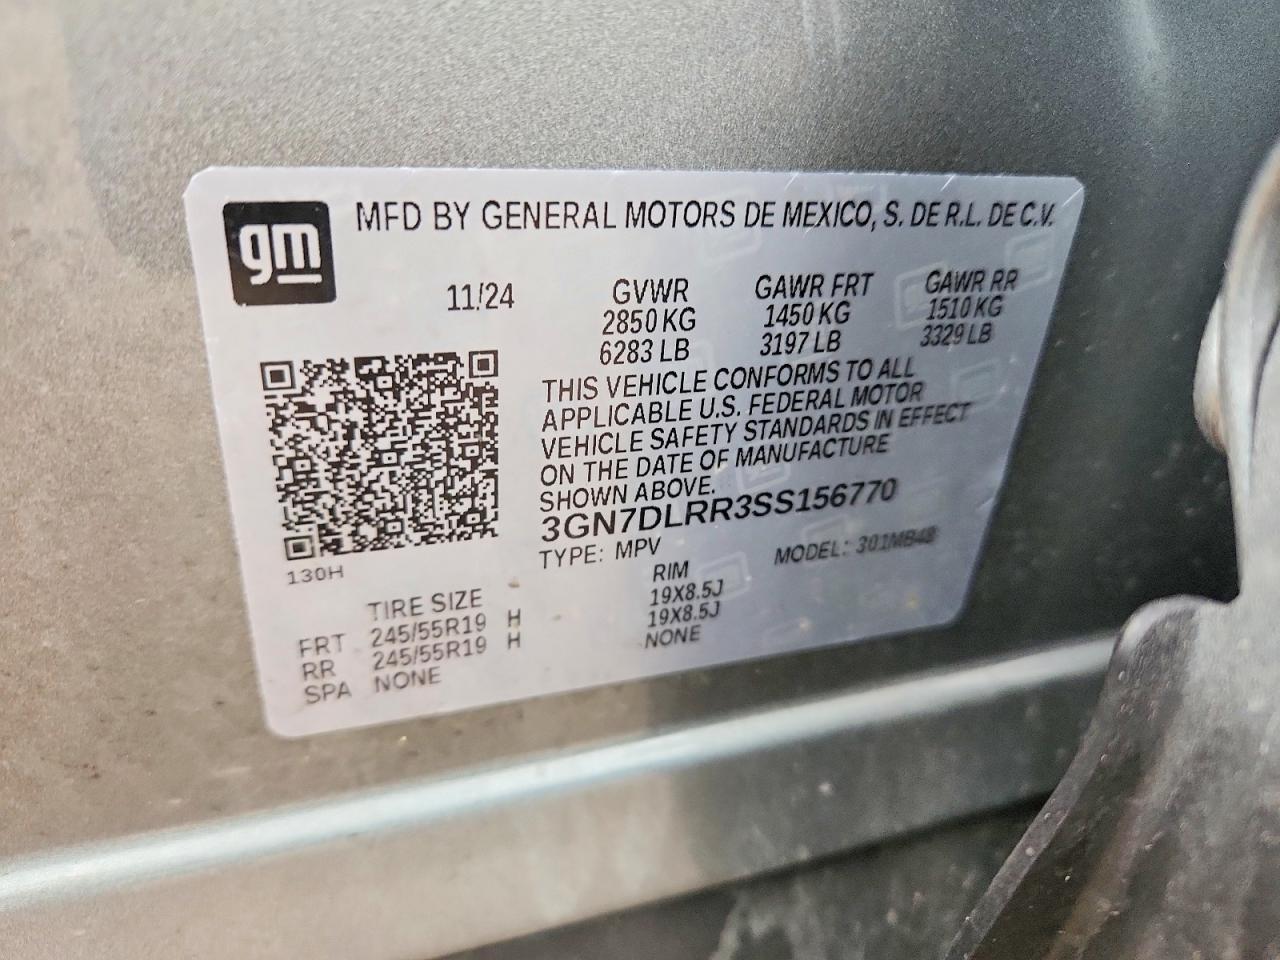 gm
MFD BY GENERAL MOTORS DE MEXICO, S. DE R.L. DE C.V.
11/24
GVWR GAWR FRT GAWR RR
2850 KG 1450 KG 1510 KG
6283 LB 3197 LB 3329 LB
THIS VEHICLE CONFORMS TO ALL
APPLICABLE U.S. FEDERAL MOTOR
VEHICLE SAFETY STANDARDS IN EFFECT
ON THE DATE OF MANUFACTURE
SHOWN ABOVE.
3GN7DLRR3SS156770
TYPE: MPV MODEL: 301MB48
130H
TIRE SIZE RIM
FRT 245/55R19 H 19X8.5J
RR 245/55R19 H 19X8.5J
SPA NONE NONE